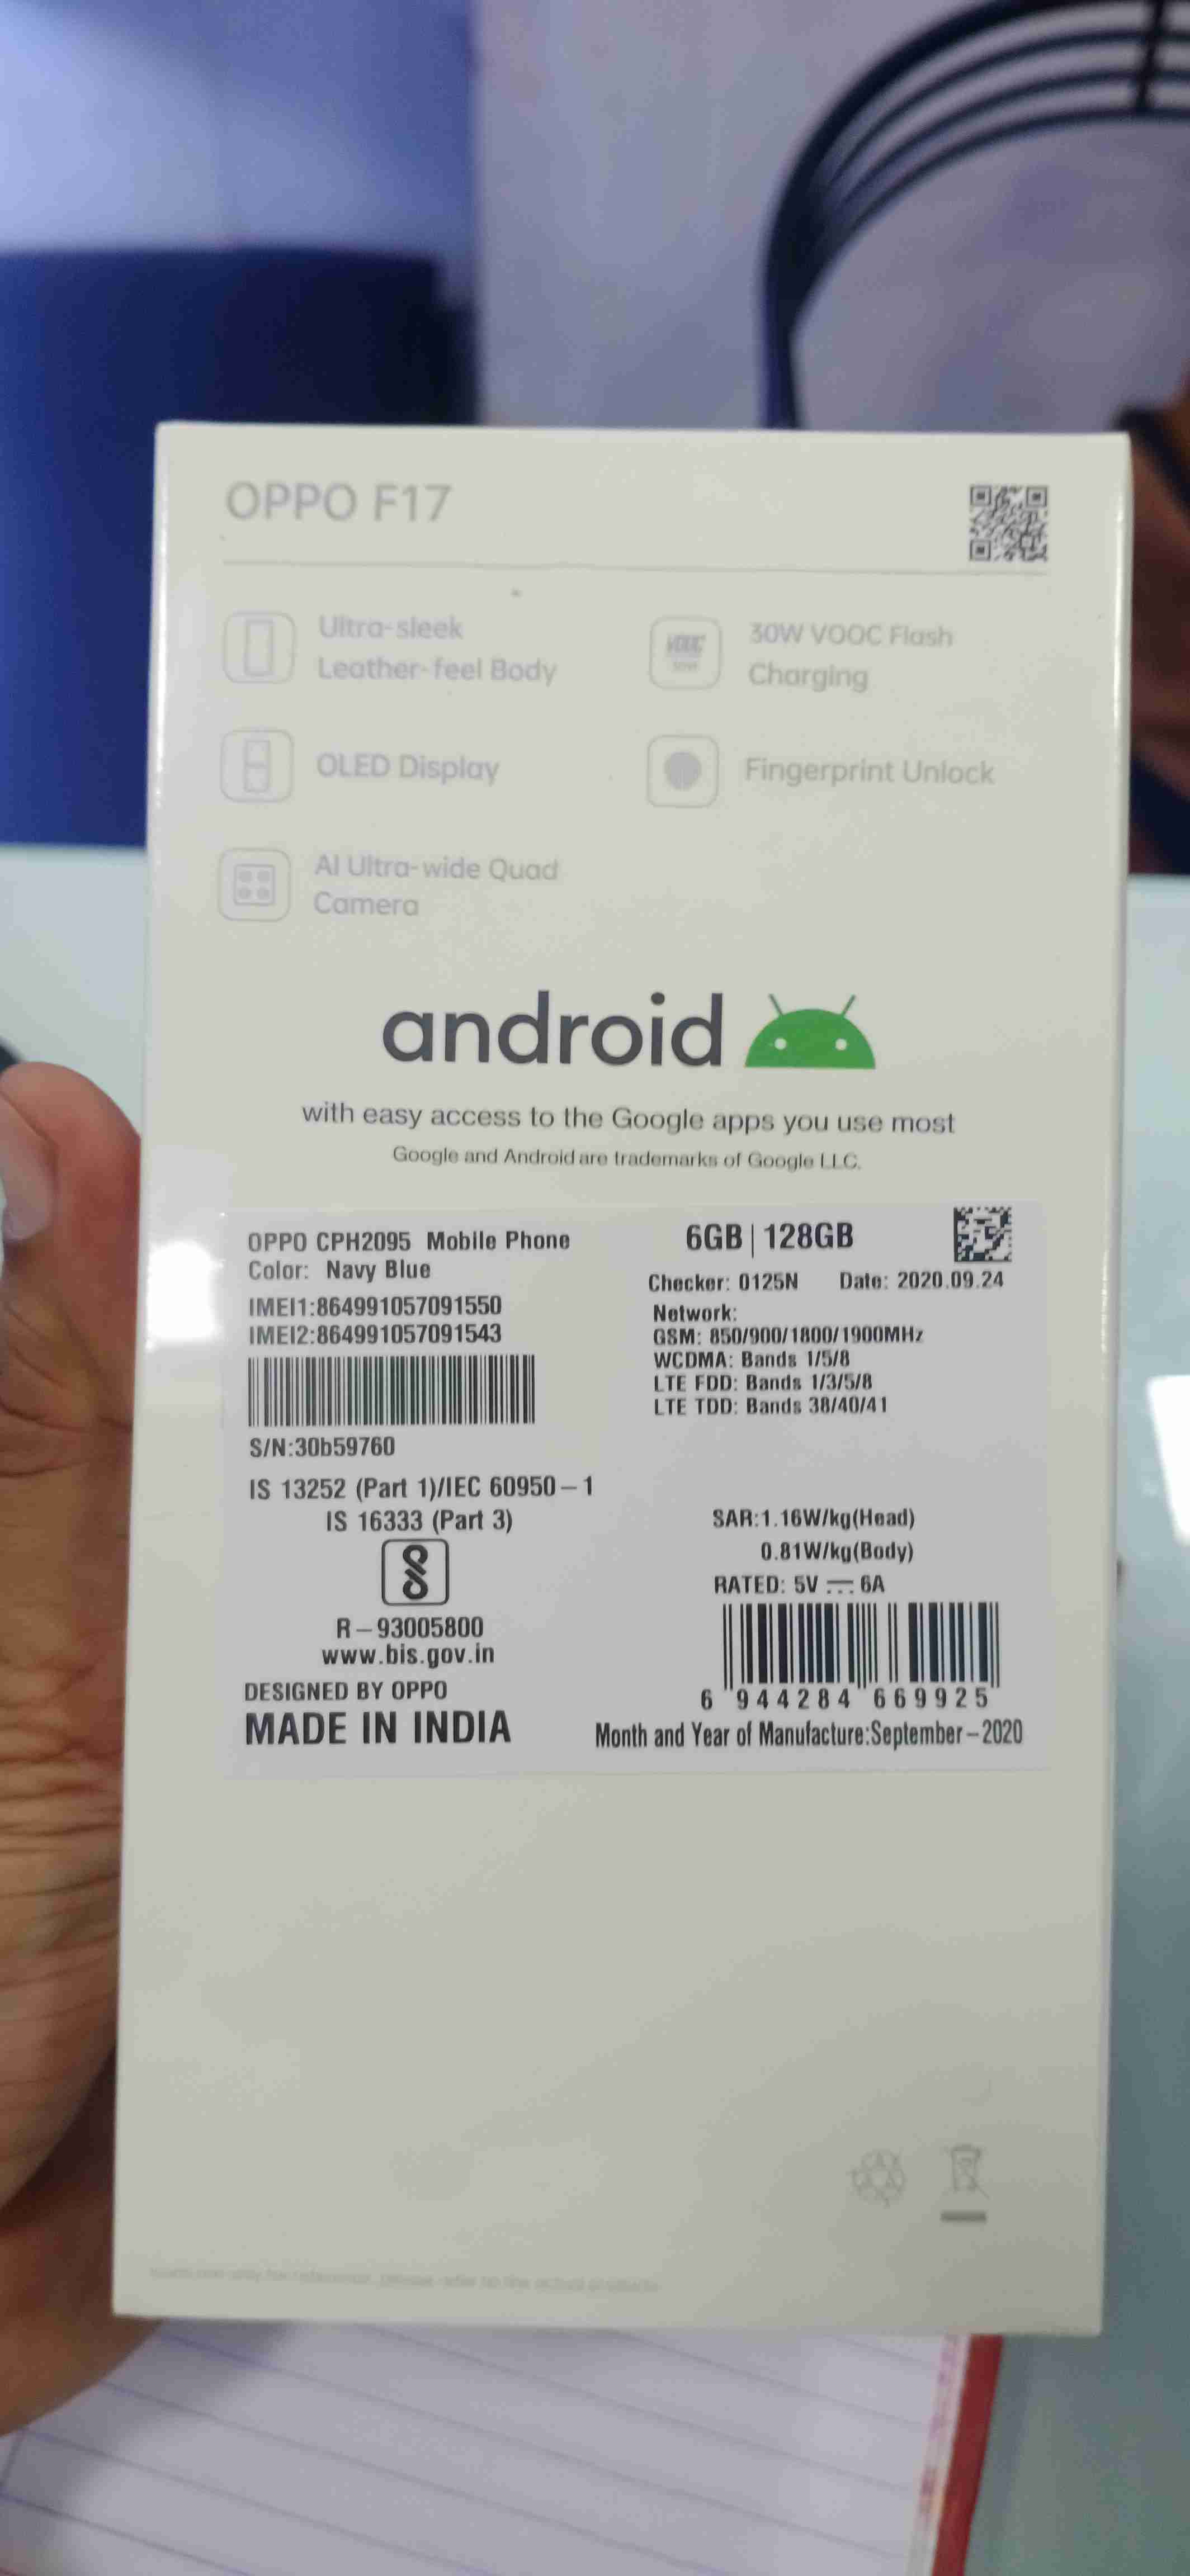 OPPO F17
Ultra-sleek
Leather-feel Body
30W VOOC Flash
Charging
OLED Display
Fingerprint Unlock
AI Ultra-wide Quad
Camera
android
with easy access to the Google apps you use most
Google and Android are trademarks of Google LLC.
OPPO CPH2095 Mobile Phone
Color: Navy Blue
IMEI1:864991057091550
IMEI2:864991057091543
S/N:30b59760
IS 13252 (Part 1)/IEC 60950-1
IS 16333 (Part 3)
R-93005800
www.bis.gov.in
DESIGNED BY OPPO
MADE IN INDIA
6GB | 128GB
Checker: 0125N Date: 2020.09.24
Network:
GSM: 850/900/1800/1900MHz
WCDMA: Bands 1/5/8
LTE FDD: Bands 1/3/5/8
LTE TDD: Bands 38/40/41
SAR:1.16W/kg(Head)
0.81W/kg(Body)
RATED: 5V ⎓ 6A
6 944284 669925
Month and Year of Manufacture:September-2020